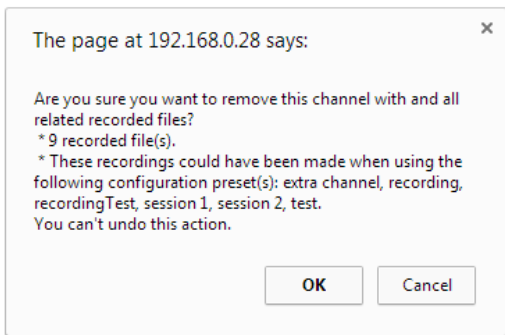 The page at 192.168.0.28 says:
×
Are you sure you want to remove this channel with and all
related recorded files?
* 9 recorded file(s).
* These recordings could have been made when using the
following configuration preset(s): extra channel, recording,
recordingTest, session 1, session 2, test.
You can't undo this action.
OK
Cancel